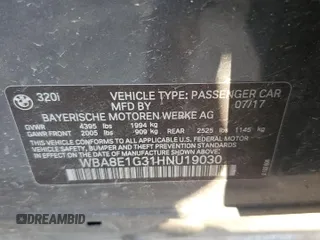 320i VEHICLE TYPE: PASSENGER CAR
MFD BY: 07/17
BAYERISCHE MOTOREN WERKE AG
GVWR 4395 lbs 1994 kg
GAWR FRONT 2005 lbs 909 kg REAR 2525 lbs 1145 kg
THIS VEHICLE CONFORMS TO ALL APPLICABLE U.S. FEDERAL MOTOR
VEHICLE SAFETY, BUMPER, AND THEFT PREVENTION STANDARDS IN
EFFECT ON THE DATE OF MANUFACTURE SHOWN ABOVE.
WBA8E1G31HNU19030
DREAMBID
AutoBidMaster